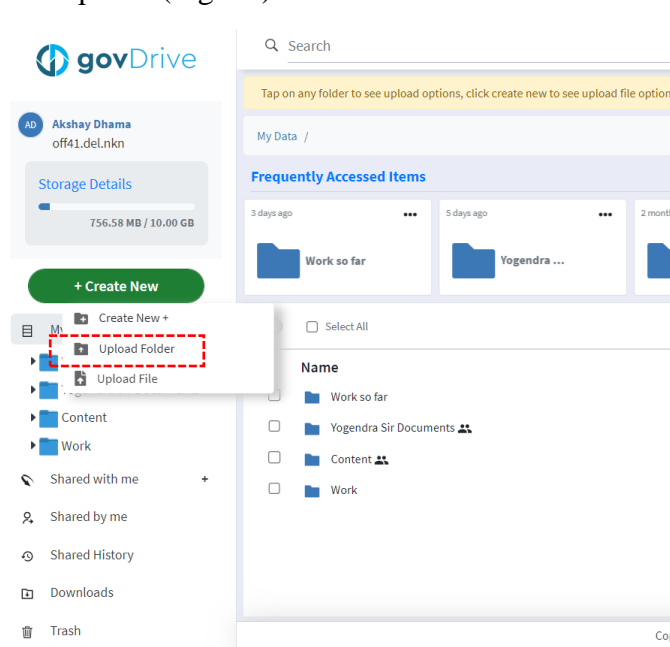 govDrive
Search
Tap on any folder to see upload options, click create new to see upload file option
AD
Akshay Dhama
off41.del.nkn
My Data /
Storage Details
756.58 MB / 10.00 GB
Frequently Accessed Items
3 days ago
5 days ago
Work so far
Yogendra ...
+ Create New
Create New +
Upload Folder
Upload File
Select All
Name
Work so far
Yogendra Sir Documents
Content
Work
Content
Work
Shared with me +
Shared by me
Shared History
Downloads
Trash